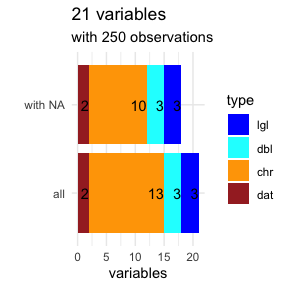 21 variables
with 250 observations
with NA
2 10 3 3
all
2 13 3 3
0 5 10 15 20
variables
type
lgl
dbl
chr
dat